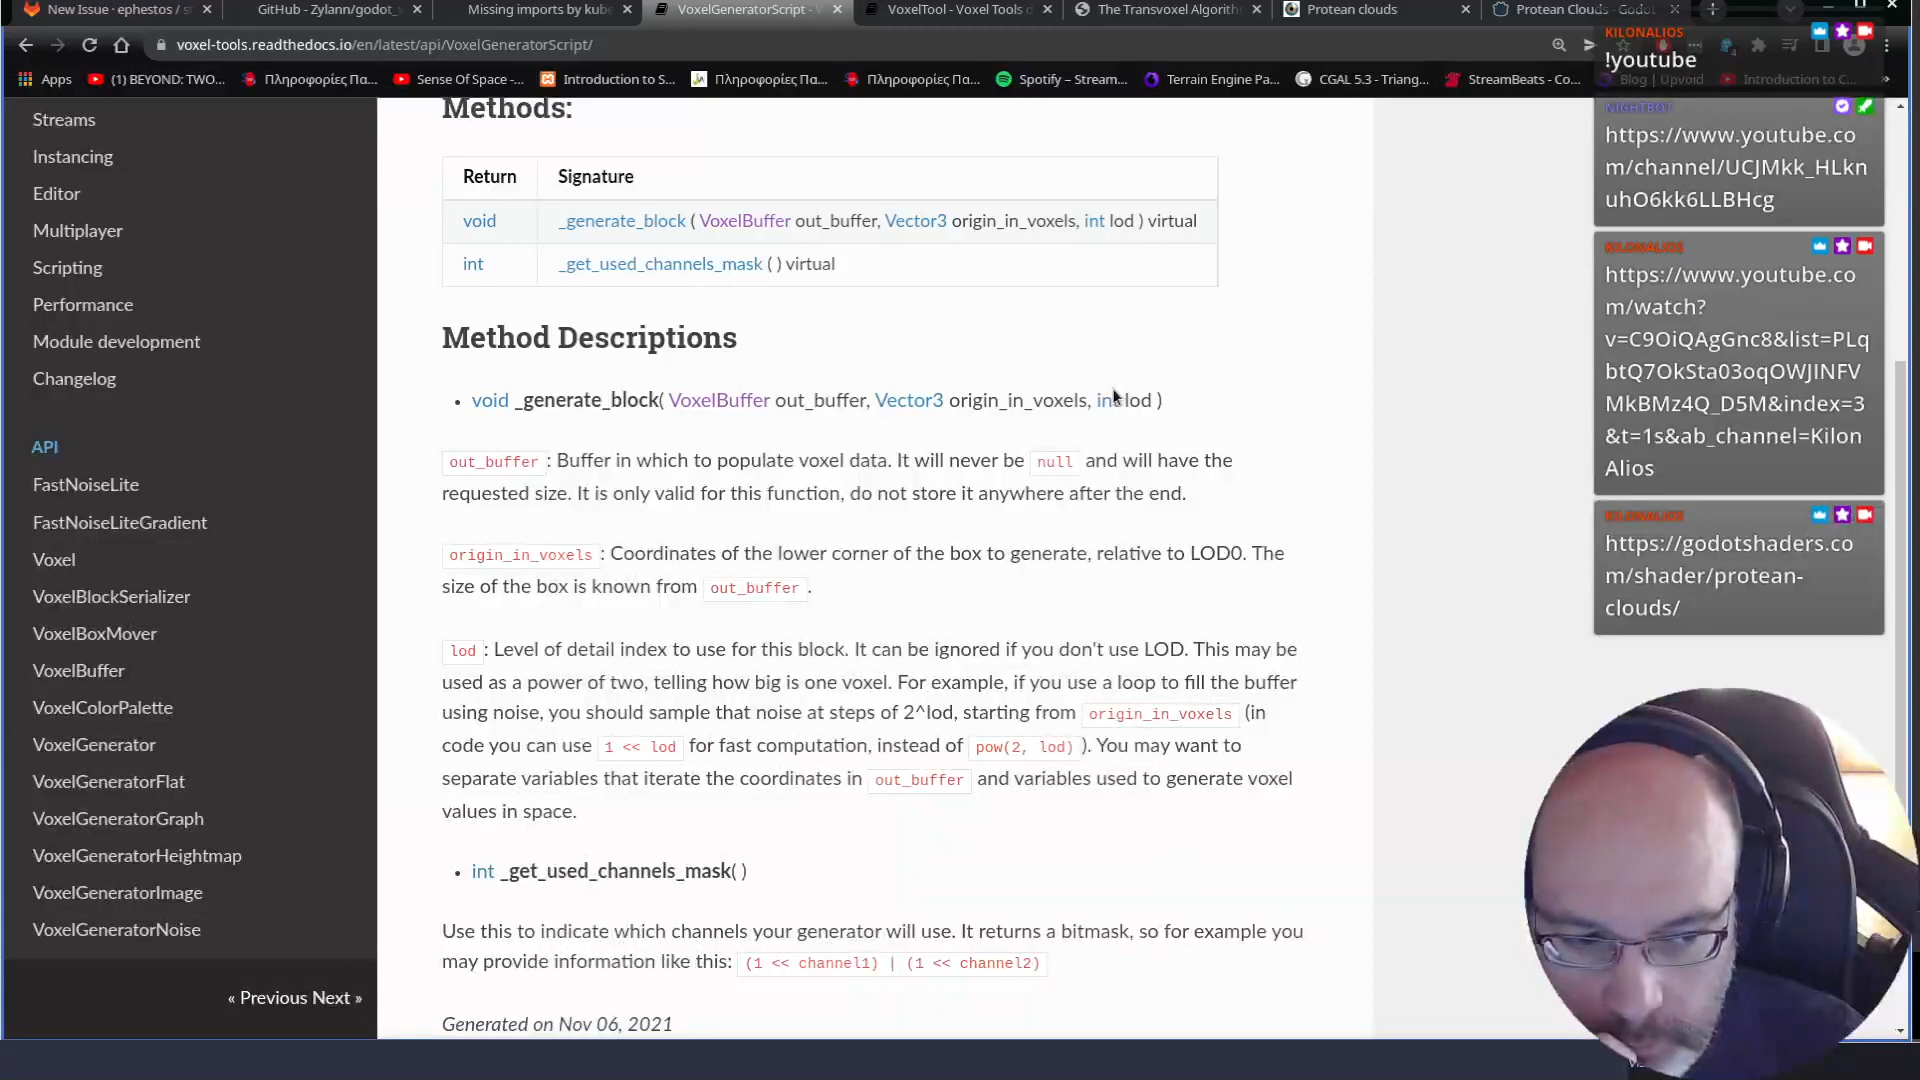 New Issue · ephestos / s
GitHub - Zylann/godot_
Missing imports by kube
VoxelGeneratorScript - V
VoxelTool - Voxel Tools d
The Transvoxel Algorith
Protean clouds
Protean Clouds - Godot
voxel-tools.readthedocs.io/en/latest/api/VoxelGeneratorScript/
Apps
(1) BEYOND: TWO...
Πληροφορίες Πα...
Sense Of Space -...
Introduction to S...
Πληροφορίες Πα...
Πληροφορίες Πα...
Spotify – Stream...
Terrain Engine Pa...
CGAL 5.3 - Triang...
StreamBeats - Co...
Blog | Upvoid
Introduction to C...
Streams
Instancing
Editor
Multiplayer
Scripting
Performance
Module development
Changelog
API
FastNoiseLite
FastNoiseLiteGradient
Voxel
VoxelBlockSerializer
VoxelBoxMover
VoxelBuffer
VoxelColorPalette
VoxelGenerator
VoxelGeneratorFlat
VoxelGeneratorGraph
VoxelGeneratorHeightmap
VoxelGeneratorImage
VoxelGeneratorNoise
« Previous Next »
Methods:
Return Signature
void _generate_block ( VoxelBuffer out_buffer, Vector3 origin_in_voxels, int lod ) virtual
int _get_used_channels_mask ( ) virtual
Method Descriptions
• void _generate_block( VoxelBuffer out_buffer, Vector3 origin_in_voxels, int lod )
out_buffer : Buffer in which to populate voxel data. It will never be null and will have the
requested size. It is only valid for this function, do not store it anywhere after the end.
origin_in_voxels : Coordinates of the lower corner of the box to generate, relative to LOD0. The
size of the box is known from out_buffer .
lod : Level of detail index to use for this block. It can be ignored if you don't use LOD. This may be
used as a power of two, telling how big is one voxel. For example, if you use a loop to fill the buffer
using noise, you should sample that noise at steps of 2^lod, starting from origin_in_voxels (in
code you can use 1 << lod for fast computation, instead of pow(2, lod) ). You may want to
separate variables that iterate the coordinates in out_buffer and variables used to generate voxel
values in space.
• int _get_used_channels_mask( )
Use this to indicate which channels your generator will use. It returns a bitmask, so for example you
may provide information like this: (1 << channel1) | (1 << channel2)
Generated on Nov 06, 2021
KILONALIOS
!youtube
NIGHTBOT
https://www.youtube.co
m/channel/UCJMkk_HLkn
uhO6kk6LLBHcg
KILONALIOS
https://www.youtube.co
m/watch?
v=C9OiQAgGnc8&list=PLq
btQ7OkSta03oqOWJINFV
MkBMz4Q_D5M&index=3
&t=1s&ab_channel=Kilon
Alios
KILONALIOS
https://godotshaders.co
m/shader/protean-
clouds/